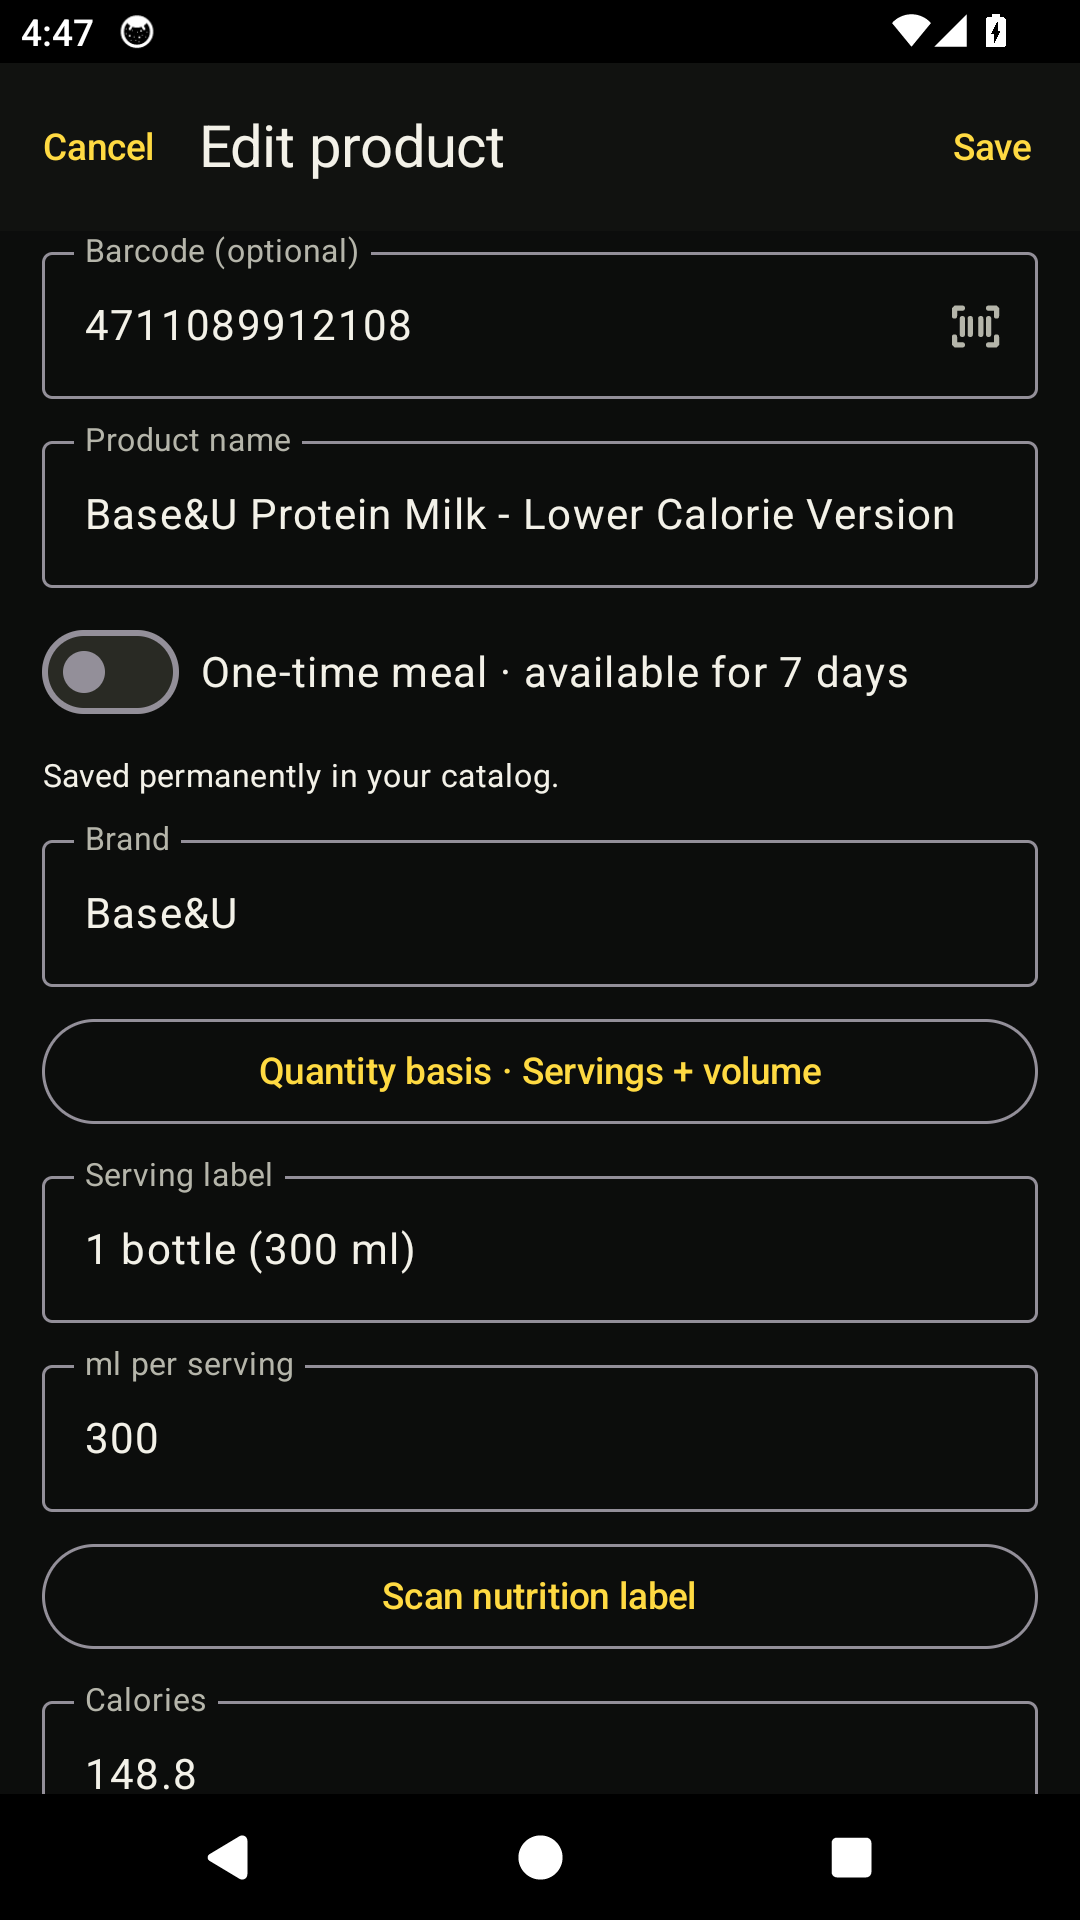 4:47
Cancel
Edit product
Save
Barcode (optional)
4711089912108
Product name
Base&U Protein Milk - Lower Calorie Version
One-time meal · available for 7 days
Saved permanently in your catalog.
Brand
Base&U
Quantity basis · Servings + volume
Serving label
1 bottle (300 ml)
ml per serving
300
Scan nutrition label
Calories
148.8